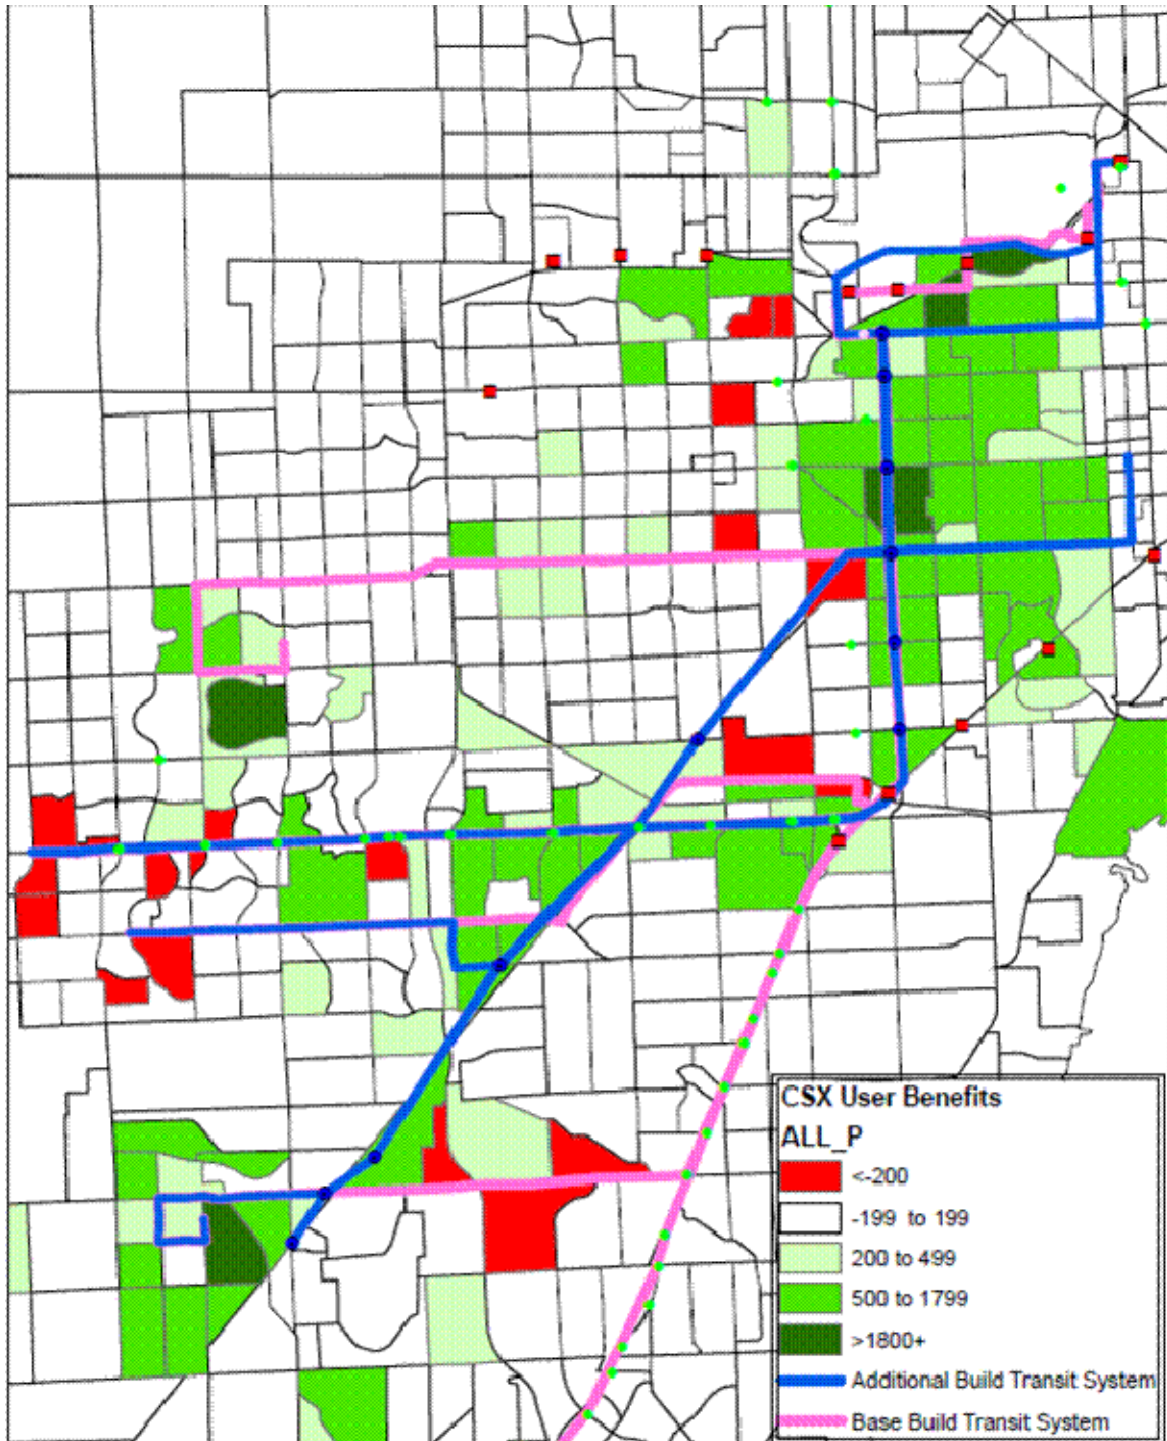 CSX User Benefits
ALL_P
<-200
-199 to 199
200 to 499
500 to 1799
>1800+
Additional Build Transit System
Base Build Transit System